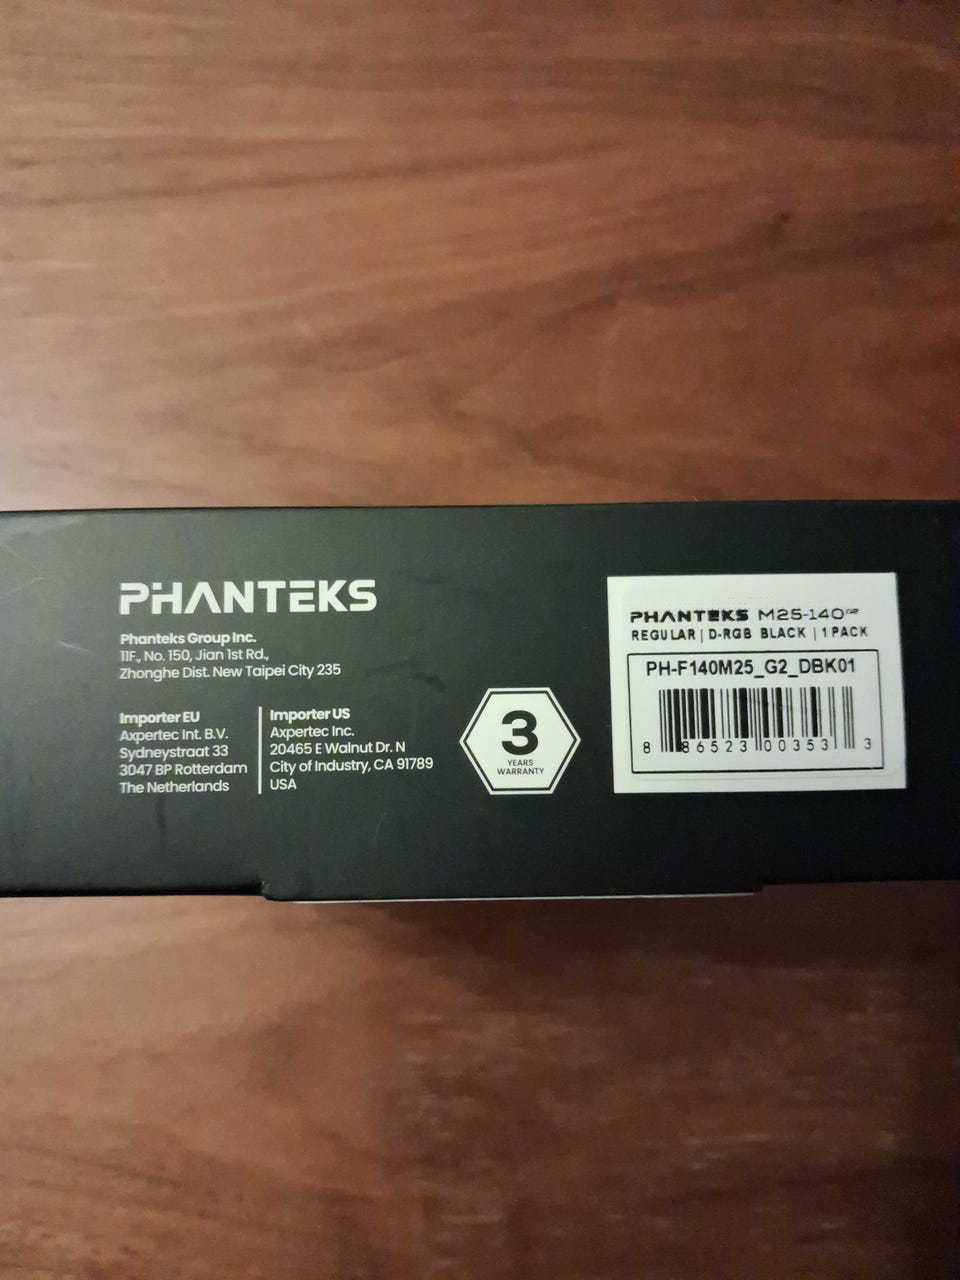 PHANTEKS
Phanteks Group Inc.
11F., No. 150, Jian 1st Rd.,
Zhonghe Dist. New Taipei City 235
Importer EU
Axpertec Int. B.V.
Sydneystraat 33
3047 BP Rotterdam
The Netherlands
Importer US
Axpertec Inc.
20465 E Walnut Dr. N
City of Industry, CA 91789
USA
3
YEARS
WARRANTY
PHANTEKS M25-140 G2
REGULAR | D-RGB BLACK | 1 PACK
PH-F140M25_G2_DBK01
8 86523 00353 3